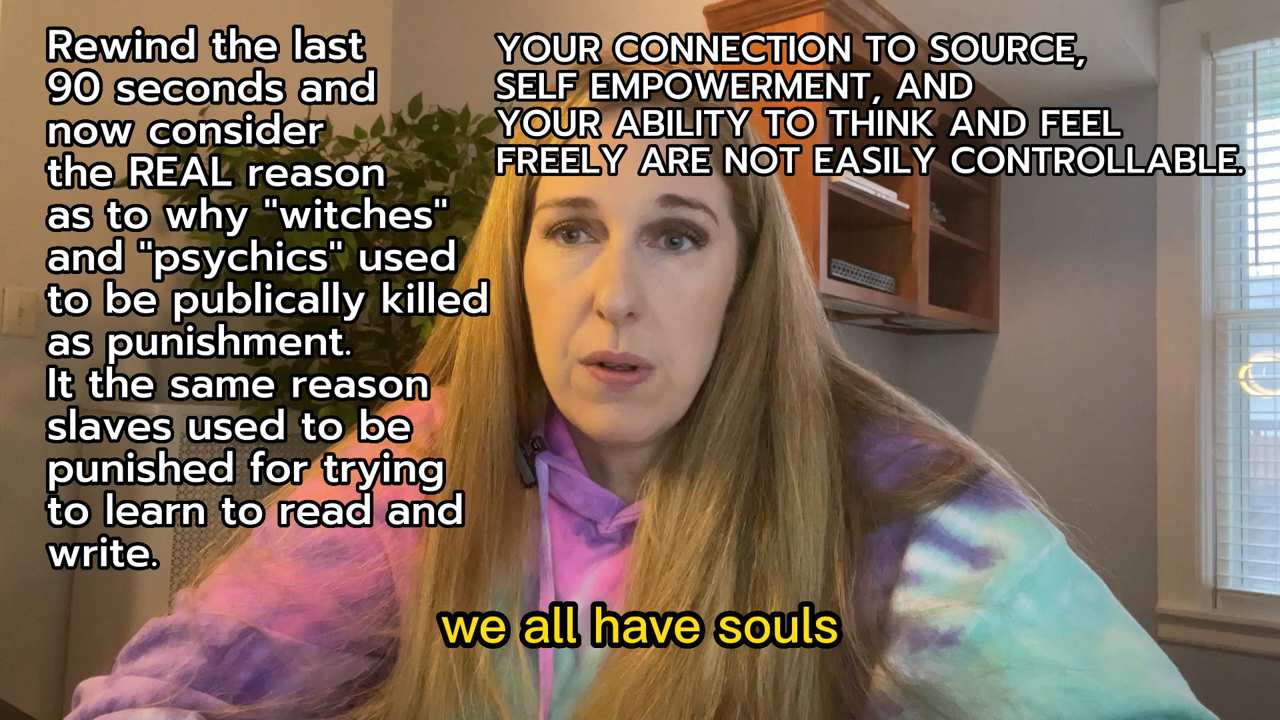 Rewind the last
90 seconds and
now consider
the REAL reason
as to why "witches"
and "psychics" used
to be publically killed
as punishment.
It the same reason
slaves used to be
punished for trying
to learn to read and
write.
YOUR CONNECTION TO SOURCE,
SELF EMPOWERMENT, AND
YOUR ABILITY TO THINK AND FEEL
FREELY ARE NOT EASILY CONTROLLABLE.
we all have souls